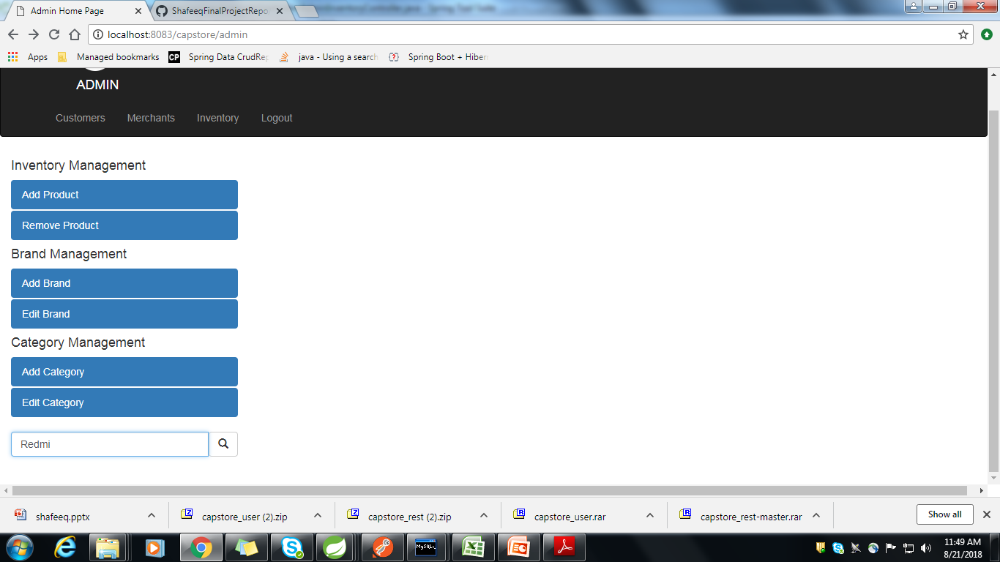 Admin Home Page
ShafeeqFinalProjectRepo
localhost:8083/capstore/admin
Apps Managed bookmarks CP Spring Data CrudRep java - Using a search Spring Boot + Hiber
ADMIN
Customers Merchants Inventory Logout
Inventory Management
Add Product
Remove Product
Brand Management
Add Brand
Edit Brand
Category Management
Add Category
Edit Category
Redmi
shafeeq.pptx capstore_user (2).zip capstore_rest (2).zip capstore_user.rar capstore_rest-master.rar Show all
MySQL
11:49 AM
8/21/2018